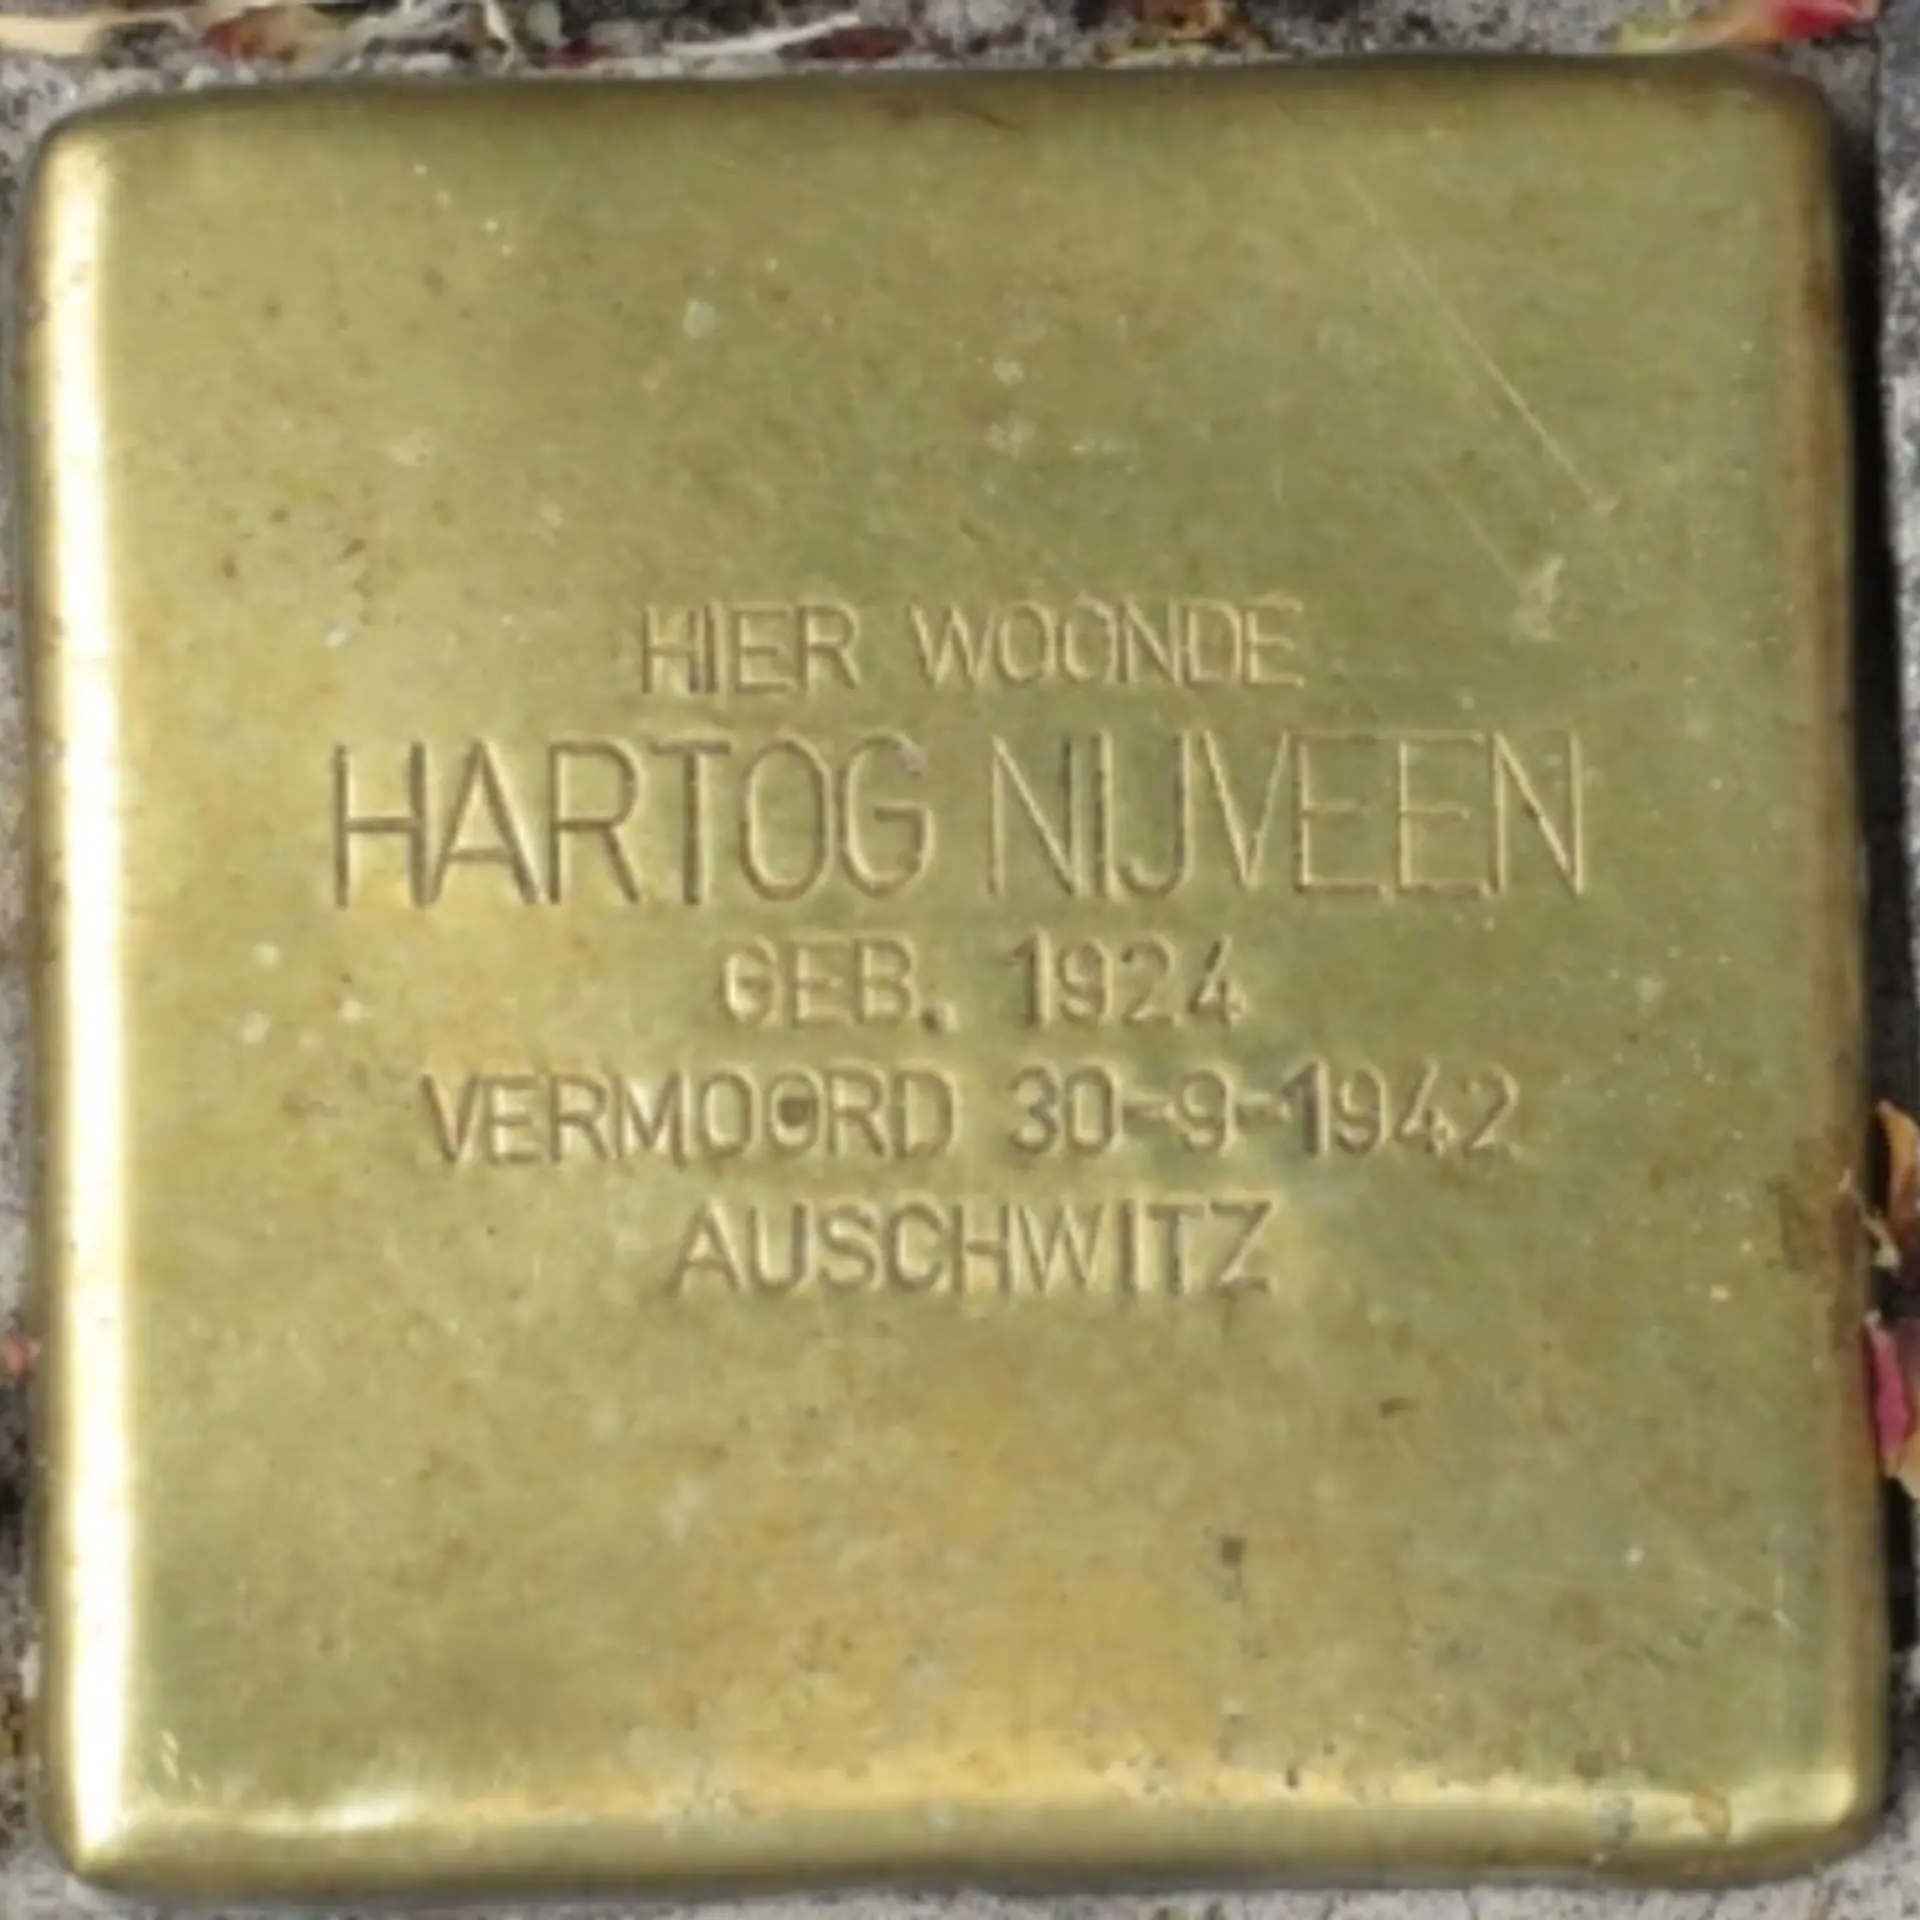 HIER WOONDE
HARTOG NIJVEEN
GEB. 1924
VERMOORD 30-9-1942
AUSCHWITZ